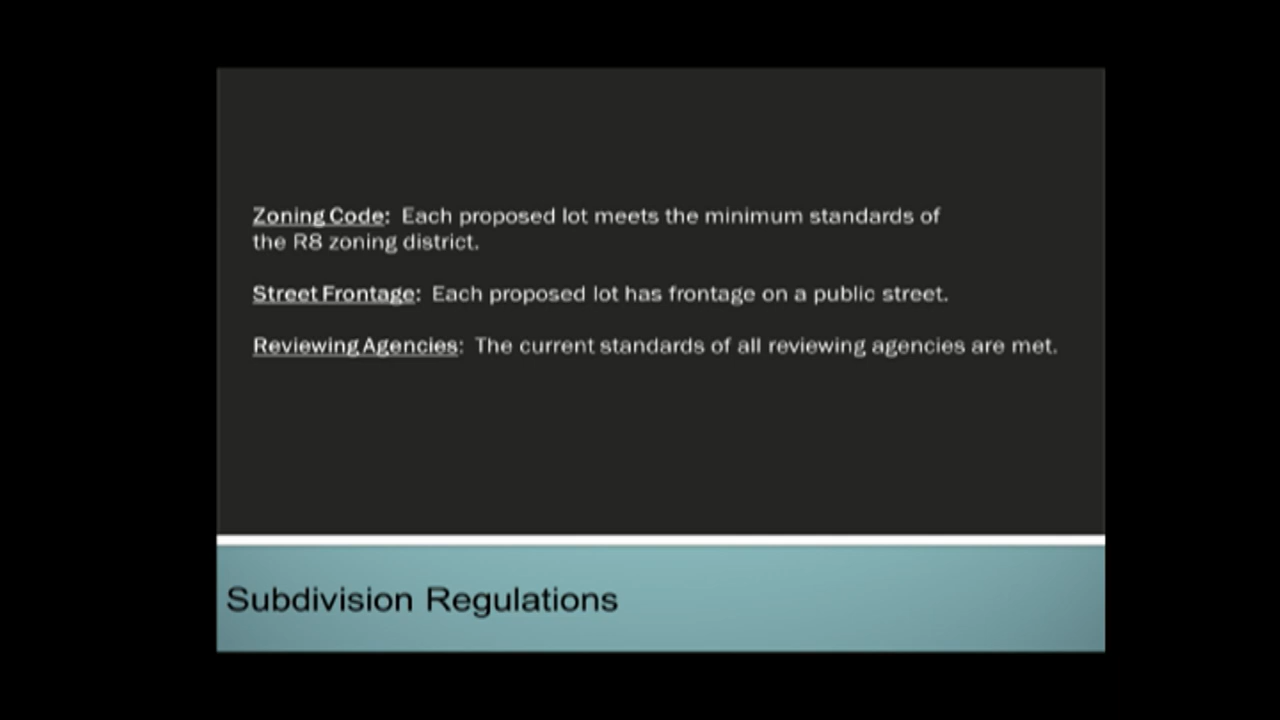 Zoning Code: Each proposed lot meets the minimum standards of
the R8 zoning district.
Street Frontage: Each proposed lot has frontage on a public street.
Reviewing Agencies: The current standards of all reviewing agencies are met.
Subdivision Regulations